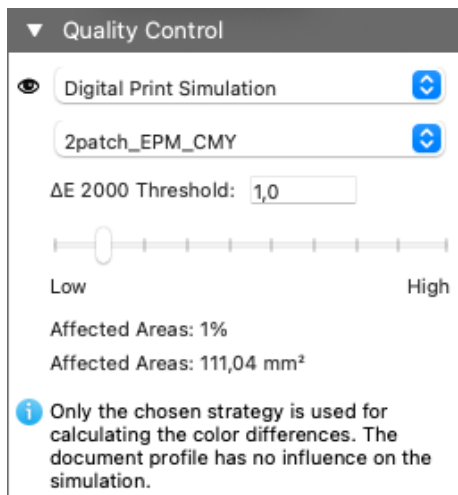 Quality Control
Digital Print Simulation
2patch_EPM_CMY
ΔE 2000 Threshold: 1,0
Low High
Affected Areas: 1%
Affected Areas: 111,04 mm²
Only the chosen strategy is used for
calculating the color differences. The
document profile has no influence on the
simulation.